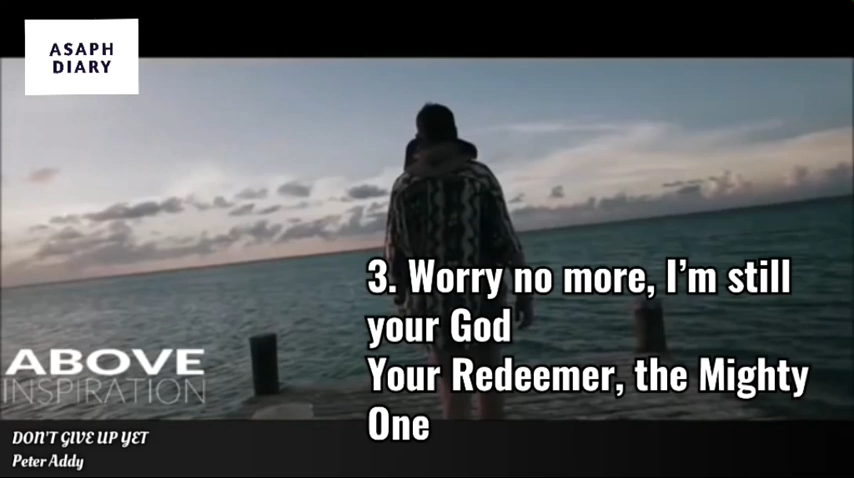 ASAPH
DIARY
3. Worry no more, I'm still
your God
Your Redeemer, the Mighty
One
ABOVE
INSPIRATION
DON'T GIVE UP YET
Peter Addy